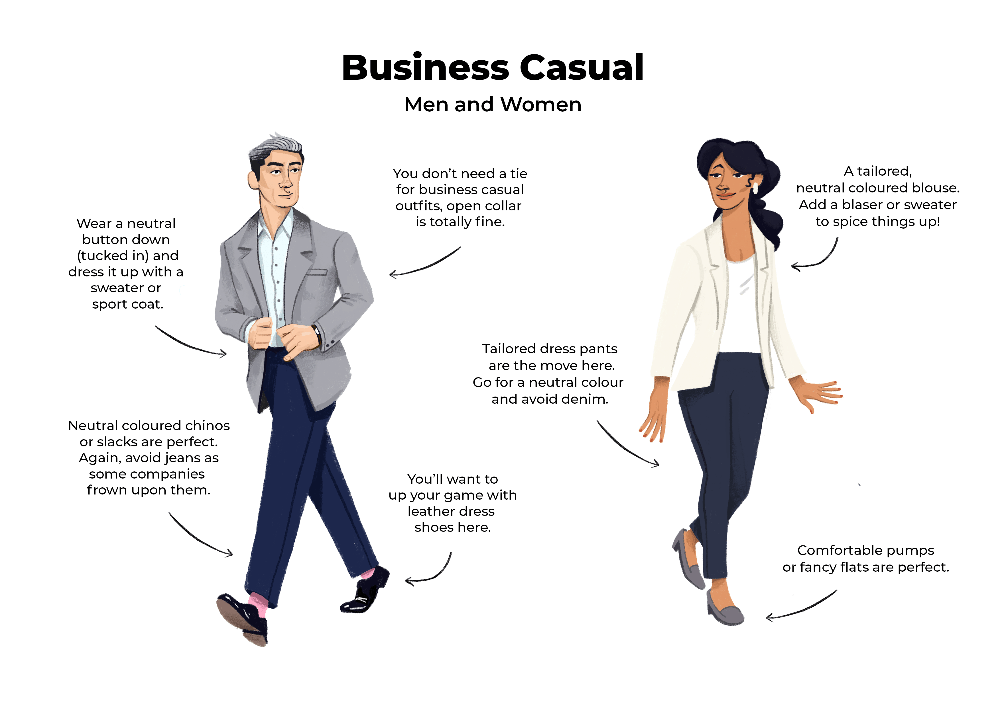 Business Casual
Men and Women
You don’t need a tie
for business casual
outfits, open collar
is totally fine.
A tailored,
neutral coloured blouse.
Add a blaser or sweater
to spice things up!
Wear a neutral
button down
(tucked in) and
dress it up with a
sweater or
sport coat.
Tailored dress pants
are the move here.
Go for a neutral colour
and avoid denim.
Neutral coloured chinos
or slacks are perfect.
Again, avoid jeans as
some companies
frown upon them.
You’ll want to
up your game with
leather dress
shoes here.
Comfortable pumps
or fancy flats are perfect.